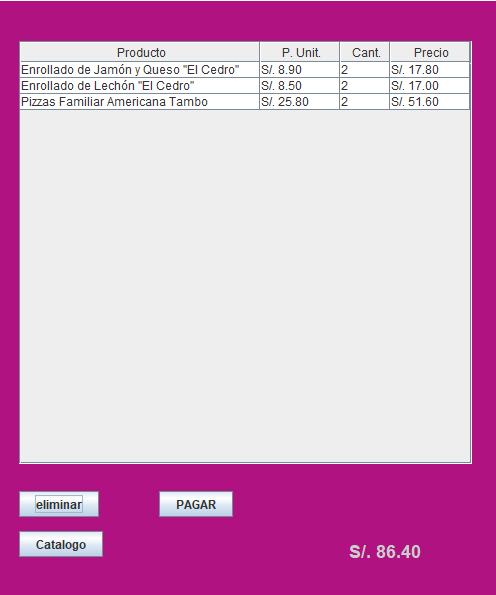 Producto P. Unit. Cant. Precio
Enrollado de Jamón y Queso "El Cedro" S/. 8.90 2 S/. 17.80
Enrollado de Lechón "El Cedro" S/. 8.50 2 S/. 17.00
Pizzas Familiar Americana Tambo S/. 25.80 2 S/. 51.60
eliminar PAGAR
Catalogo
S/. 86.40